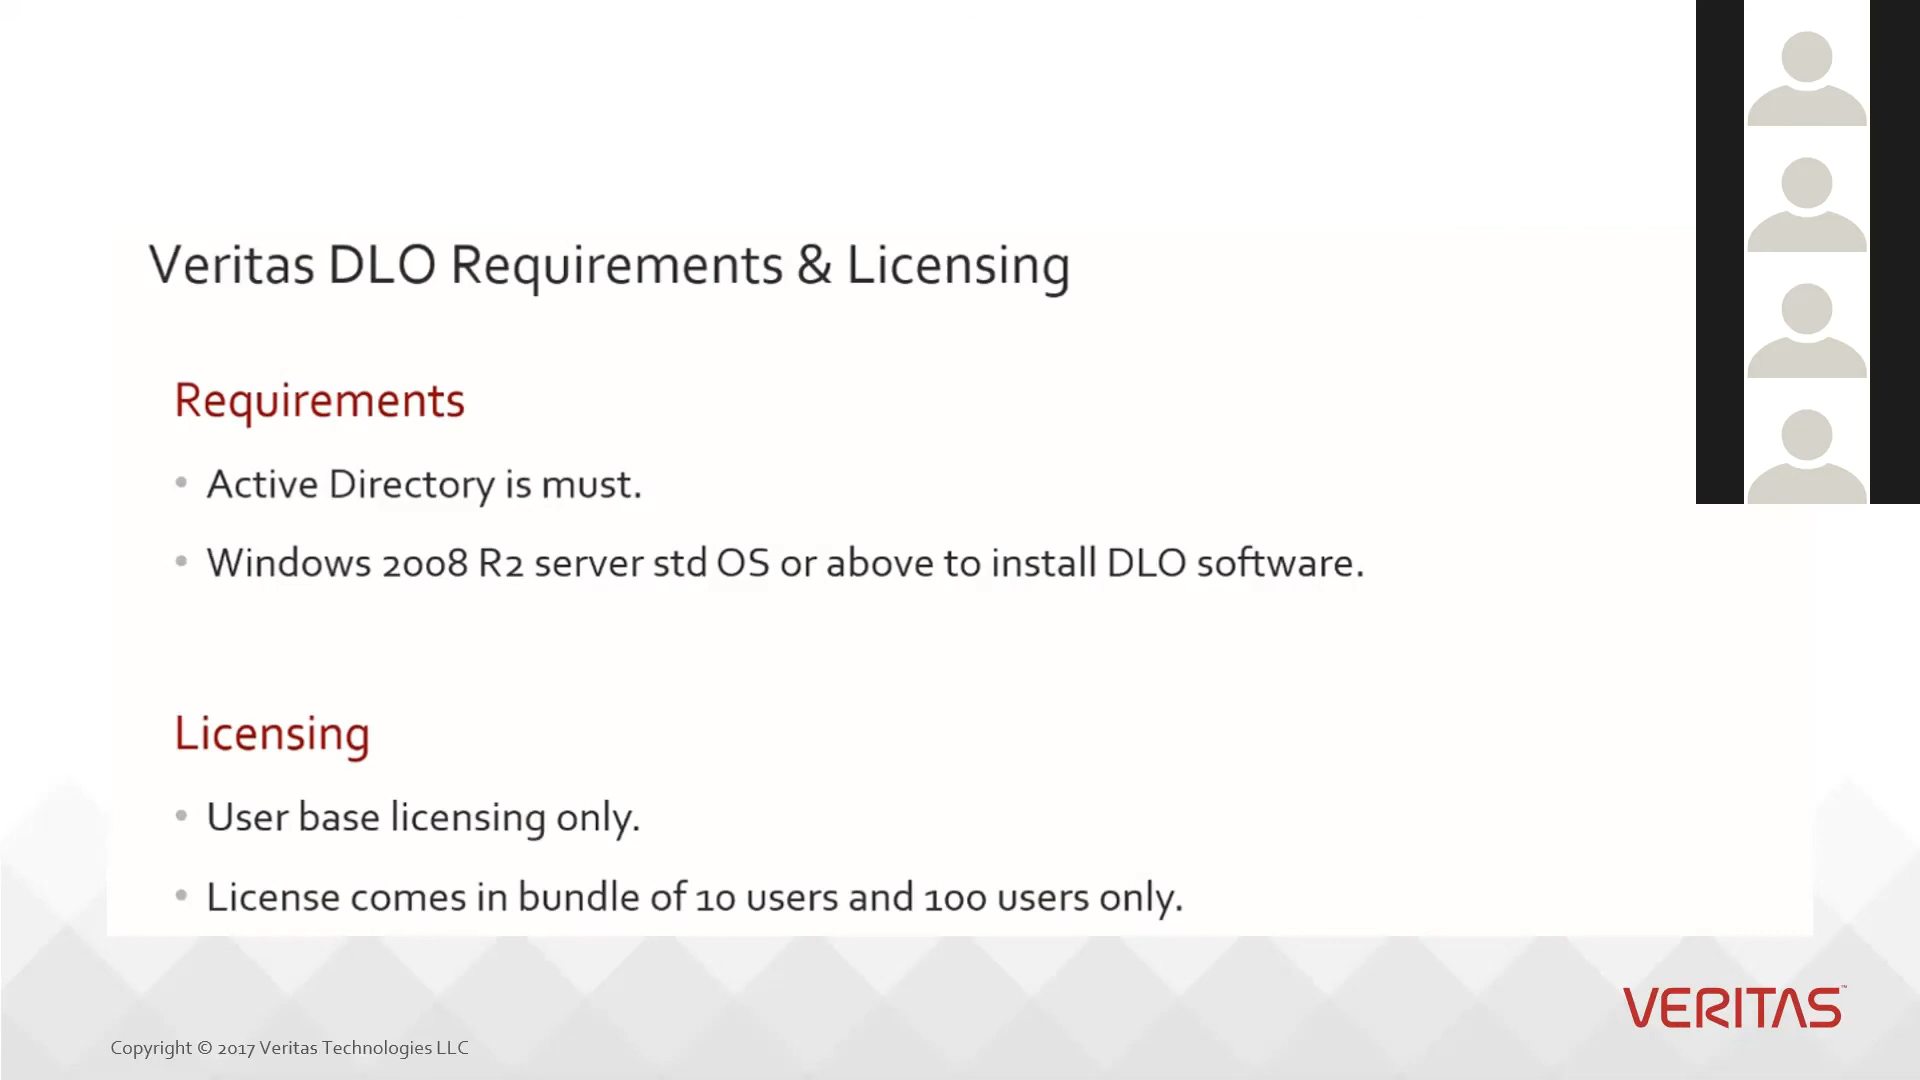 Veritas DLO Requirements & Licensing
Requirements
• Active Directory is must.
• Windows 2008 R2 server std OS or above to install DLO software.
Licensing
• User base licensing only.
• License comes in bundle of 10 users and 100 users only.
VERITAS™
Copyright © 2017 Veritas Technologies LLC